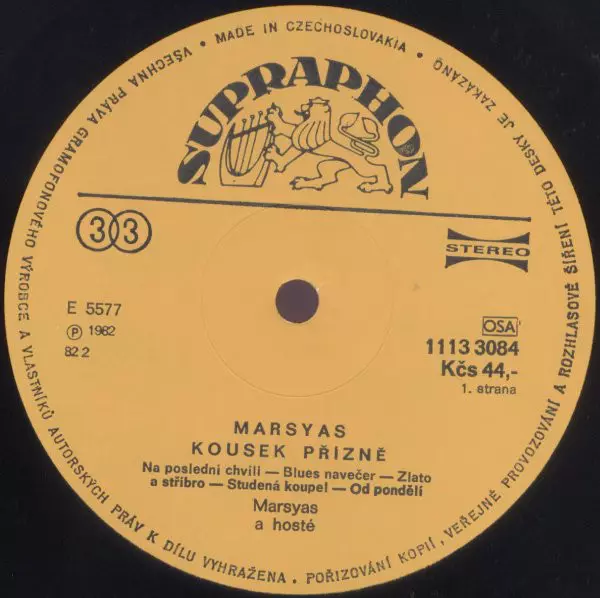 VŠECHNA PRÁVA GRAMOFONOVÉHO VÝROBCE A VLASTNÍKŮ AUTORSKÝCH PRÁV K DÍLU VYHRAŽENA . POŘIZOVÁNÍ KOPIÍ, VEŘEJNÉ PROVOZOVÁNÍ A ROZHLASOVÉ ŠÍŘENÍ TÉTO DESKY JE ZAKÁZÁNO
• MADE IN CZECHOSLOVAKIA •
SUPRAPHON
33
STEREO
E 5577
Ⓟ 1982
82 2
OSA
1113 3084
Kčs 44,-
1. strana
MARSYAS
KOUSEK PŘÍZNĚ
Na poslední chvíli — Blues navečer — Zlato
a stříbro — Studená koupel — Od pondělí
Marsyas
a hosté